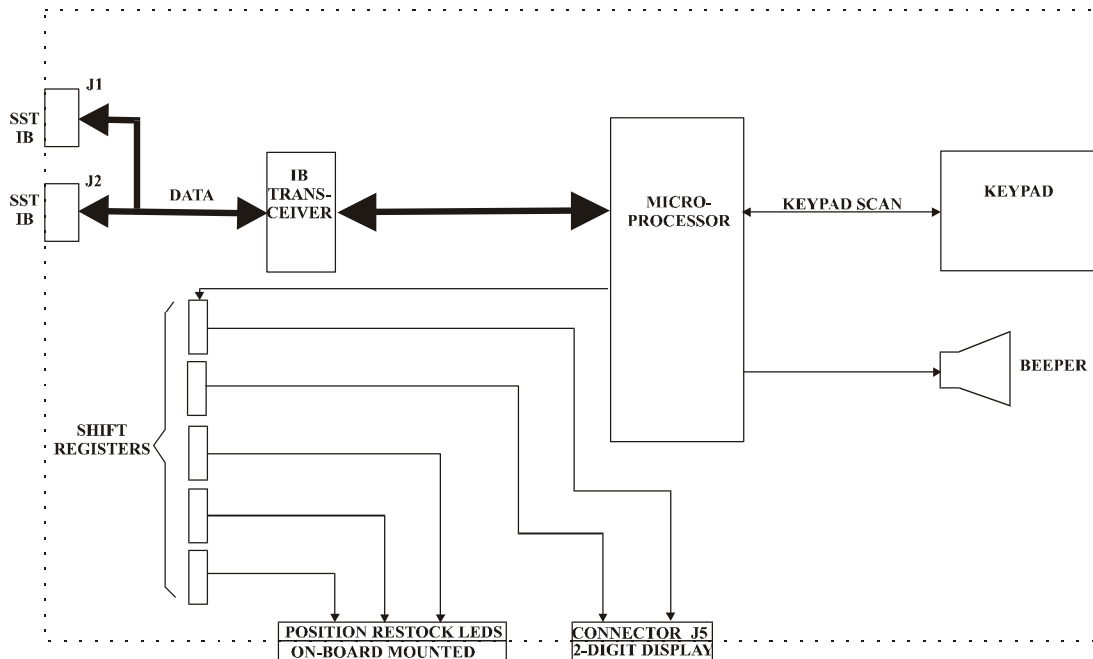 J1
SST
IB
J2
SST
IB
DATA
IB
TRANS-
CEIVER
MICRO-
PROCESSOR
KEYPAD SCAN
KEYPAD
BEEPER
SHIFT
REGISTERS
POSITION RESTOCK LEDS
ON-BOARD MOUNTED
CONNECTOR J5
2-DIGIT DISPLAY